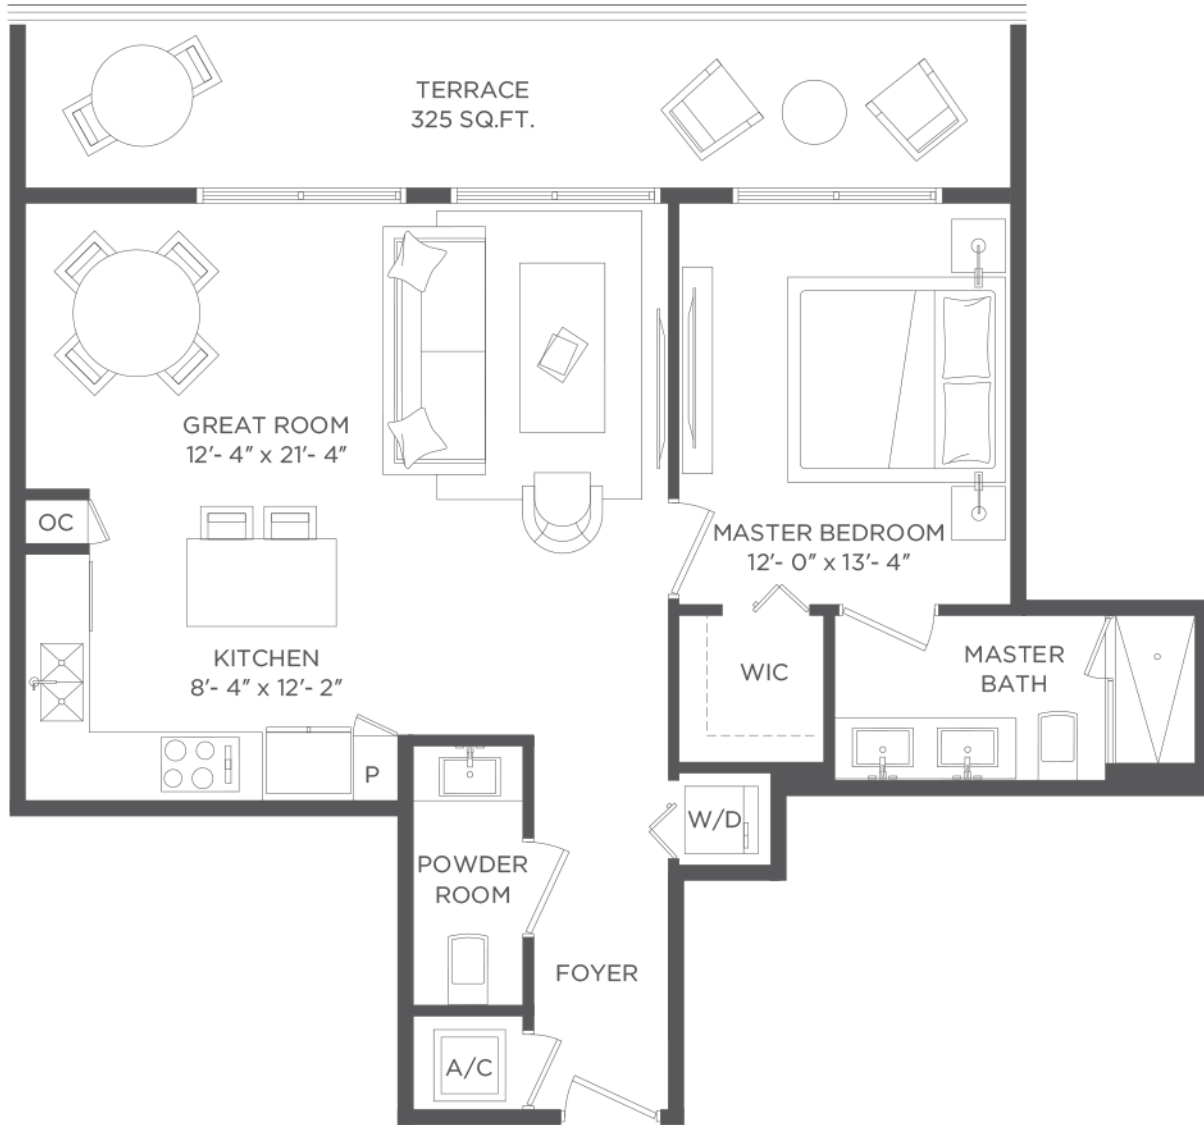 TERRACE
325 SQ.FT.
GREAT ROOM
12'- 4" x 21'- 4"
OC
MASTER BEDROOM
12'- 0" x 13'- 4"
KITCHEN
8'- 4" x 12'- 2"
WIC
MASTER
BATH
P
W/D
POWDER
ROOM
FOYER
A/C